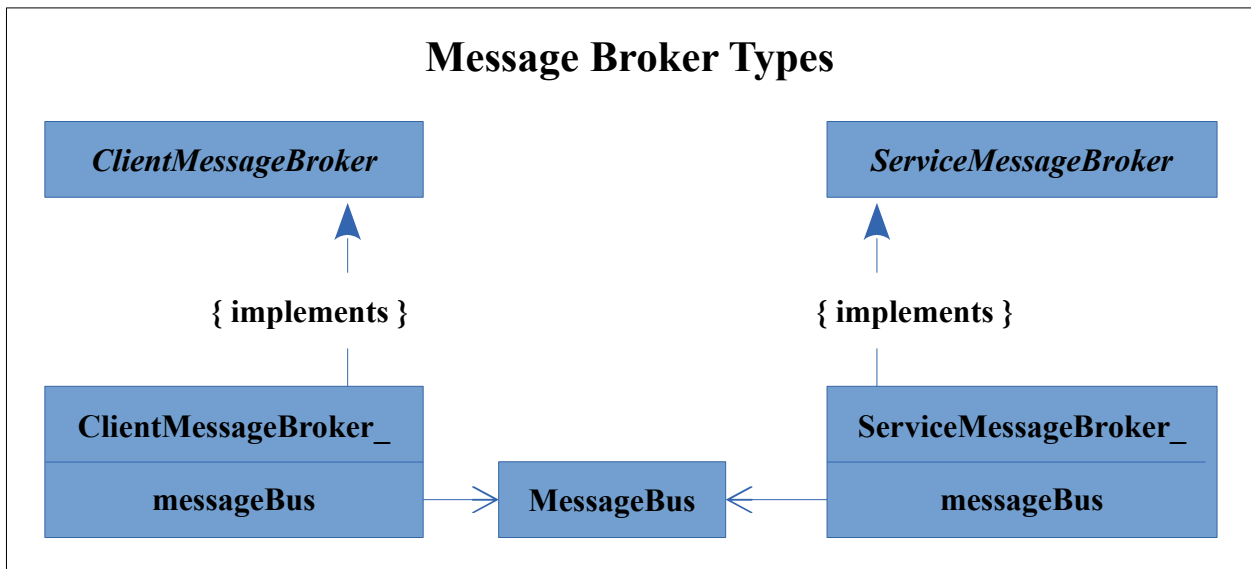 Message Broker Types
ClientMessageBroker
ServiceMessageBroker
{ implements }
{ implements }
ClientMessageBroker_
messageBus
MessageBus
ServiceMessageBroker_
messageBus